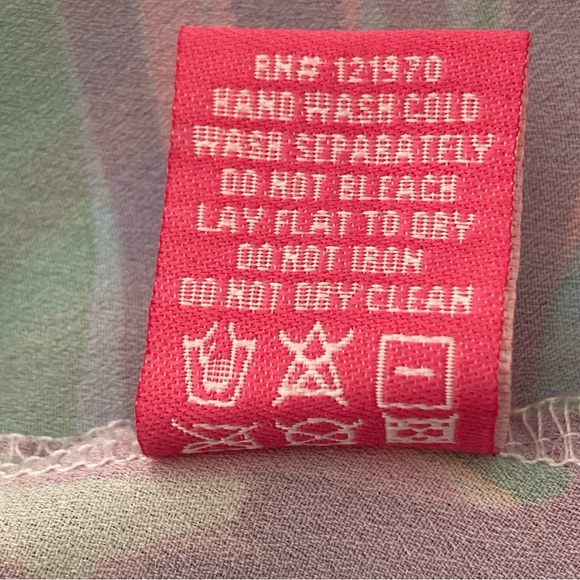 RN# 121970
HAND WASH COLD
WASH SEPARATELY
DO NOT BLEACH
LAY FLAT TO DRY
DO NOT IRON
DO NOT DRY CLEAN